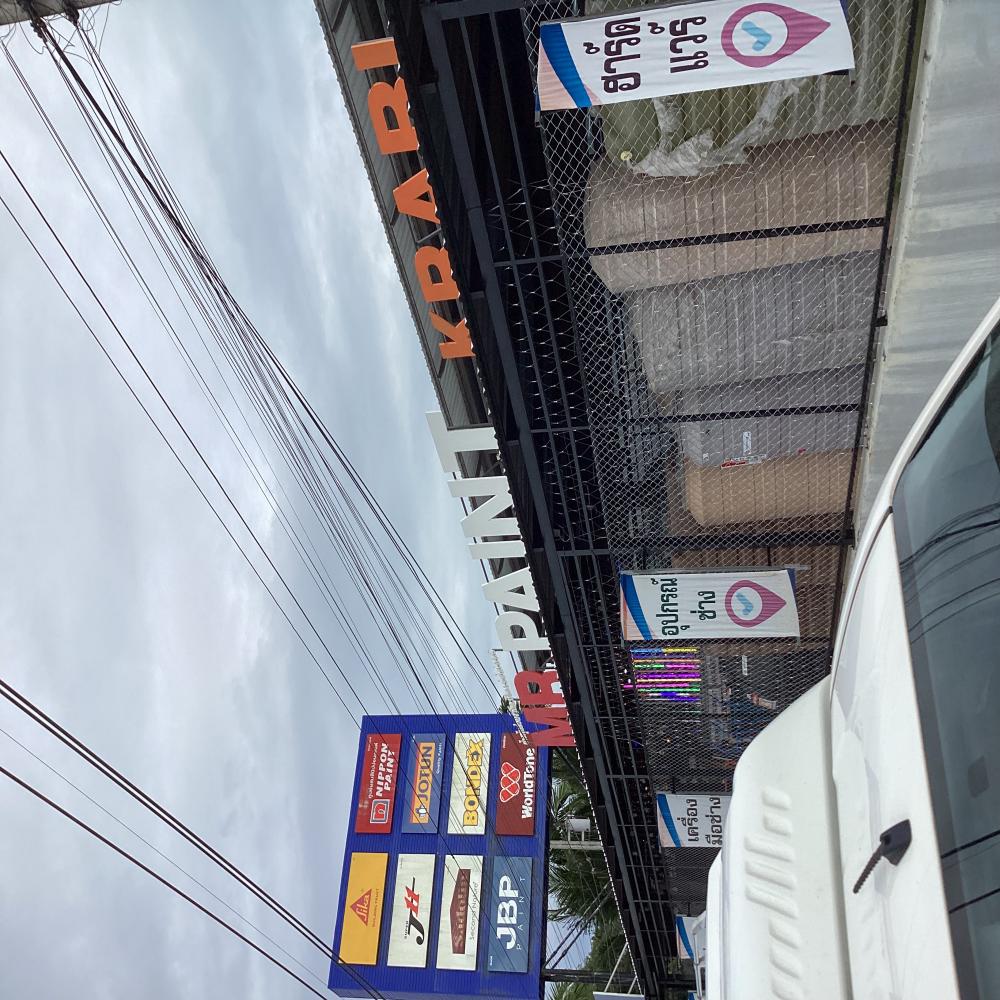 MR PAINT KRABI
NIPPON
PAINT
JOTUN
BONDEX
WorldTone
Sika
JBP
PAINT
ฮาร์ด
แวร์
อุปกรณ์
ช่าง
เครื่อง
มือช่าง